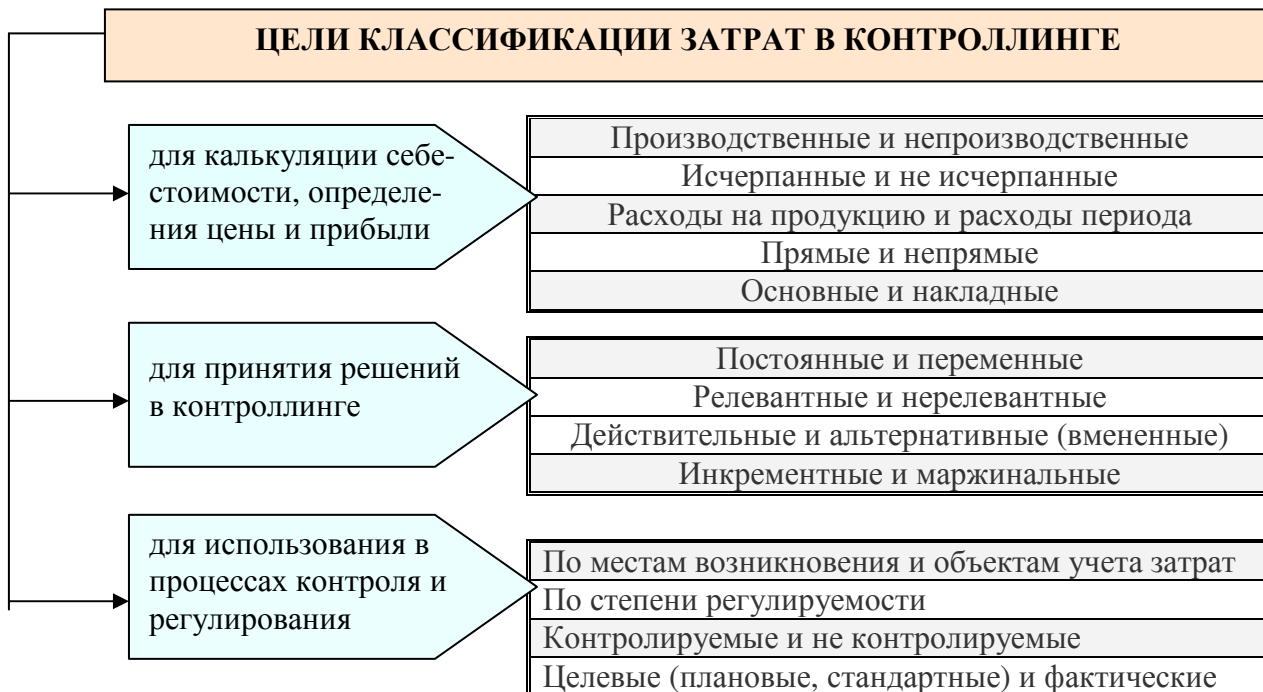 ЦЕЛИ КЛАССИФИКАЦИИ ЗАТРАТ В КОНТРОЛЛИНГЕ
для калькуляции себе-
стоимости, определе-
ния цены и прибыли
Производственные и непроизводственные
Исчерпанные и не исчерпанные
Расходы на продукцию и расходы периода
Прямые и непрямые
Основные и накладные
для принятия решений
в контроллинге
Постоянные и переменные
Релевантные и нерелевантные
Действительные и альтернативные (вмененные)
Инкрементные и маржинальные
для использования в
процессах контроля и
регулирования
По местам возникновения и объектам учета затрат
По степени регулируемости
Контролируемые и не контролируемые
Целевые (плановые, стандартные) и фактические